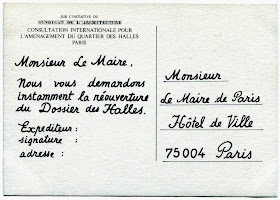 SUR L'INITIATIVE DU
SYNDICAT DE L'ARCHITECTURE
CONSULTATION INTERNATIONALE POUR
L'AMENAGEMENT DU QUARTIER DES HALLES
PARIS
Monsieur Le Maire,
Nous vous demandons
instamment la réouverture
du Dossier des Halles.
Expediteur :
signature :
adresse :
Monsieur
Le Maire de Paris
Hôtel de Ville
75004 Paris